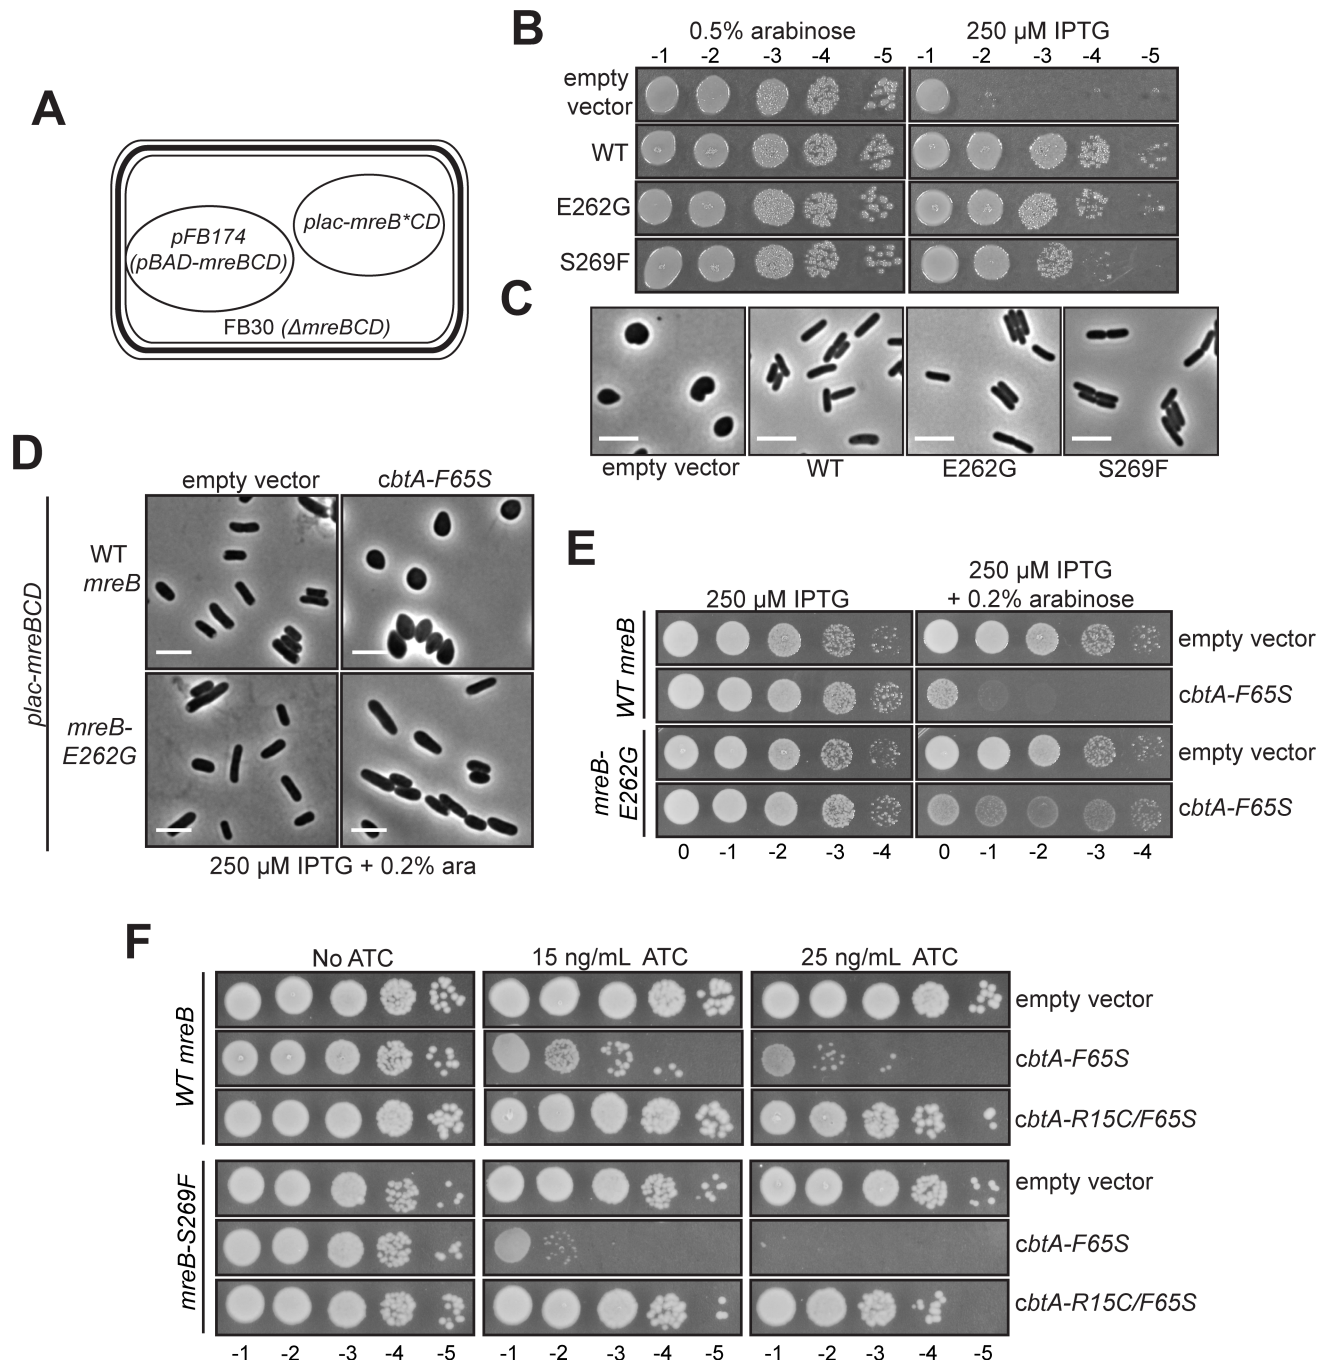 A
pFB174
(pBAD-mreBCD)
plac-mreB*CD
FB30 (ΔmreBCD)
B
0.5% arabinose
250 µM IPTG
-1 -2 -3 -4 -5 -1 -2 -3 -4 -5
empty
vector
WT
E262G
S269F
C
empty vector WT E262G S269F
D
empty vector cbtA-F65S
plac-mreBCD
WT
mreB
mreB-
E262G
250 µM IPTG + 0.2% ara
E
250 µM IPTG
250 µM IPTG
+ 0.2% arabinose
WT mreB
empty vector
cbtA-F65S
mreB-
E262G
empty vector
cbtA-F65S
0 -1 -2 -3 -4 0 -1 -2 -3 -4
F
No ATC 15 ng/mL ATC 25 ng/mL ATC
WT mreB
empty vector
cbtA-F65S
cbtA-R15C/F65S
mreB-S269F
empty vector
cbtA-F65S
cbtA-R15C/F65S
-1 -2 -3 -4 -5 -1 -2 -3 -4 -5 -1 -2 -3 -4 -5